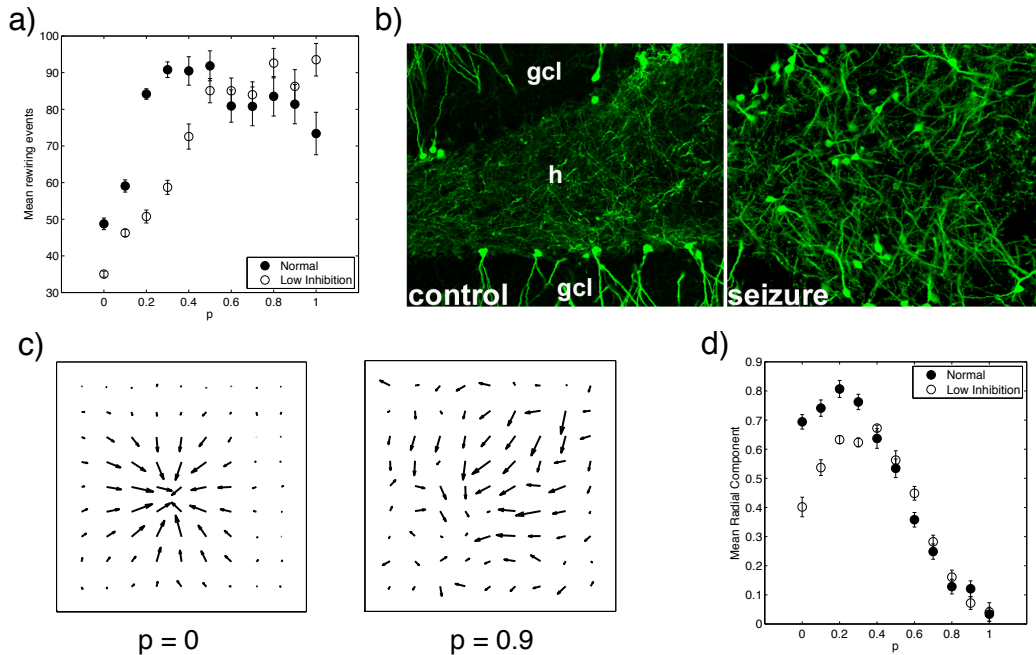 a)
100
90
80
70
60
50
40
30
Mean rewiring events
0 0.2 0.4 0.6 0.8 1
p
Normal
Low Inhibition
b)
gcl
h
control
gcl
seizure
c)
p = 0
p = 0.9
d)
0.9
0.8
0.7
0.6
0.5
0.4
0.3
0.2
0.1
0
Mean Radial Component
0 0.2 0.4 0.6 0.8 1
p
Normal
Low Inhibition